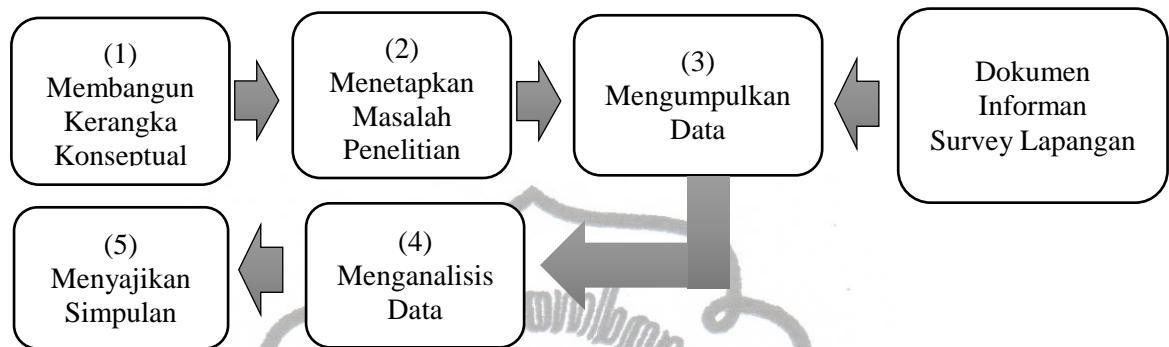 (1)
Membangun
Kerangka
Konseptual
(2)
Menetapkan
Masalah
Penelitian
(3)
Mengumpulkan
Data
Dokumen
Informan
Survey Lapangan
(5)
Menyajikan
Simpulan
(4)
Menganalisis
Data